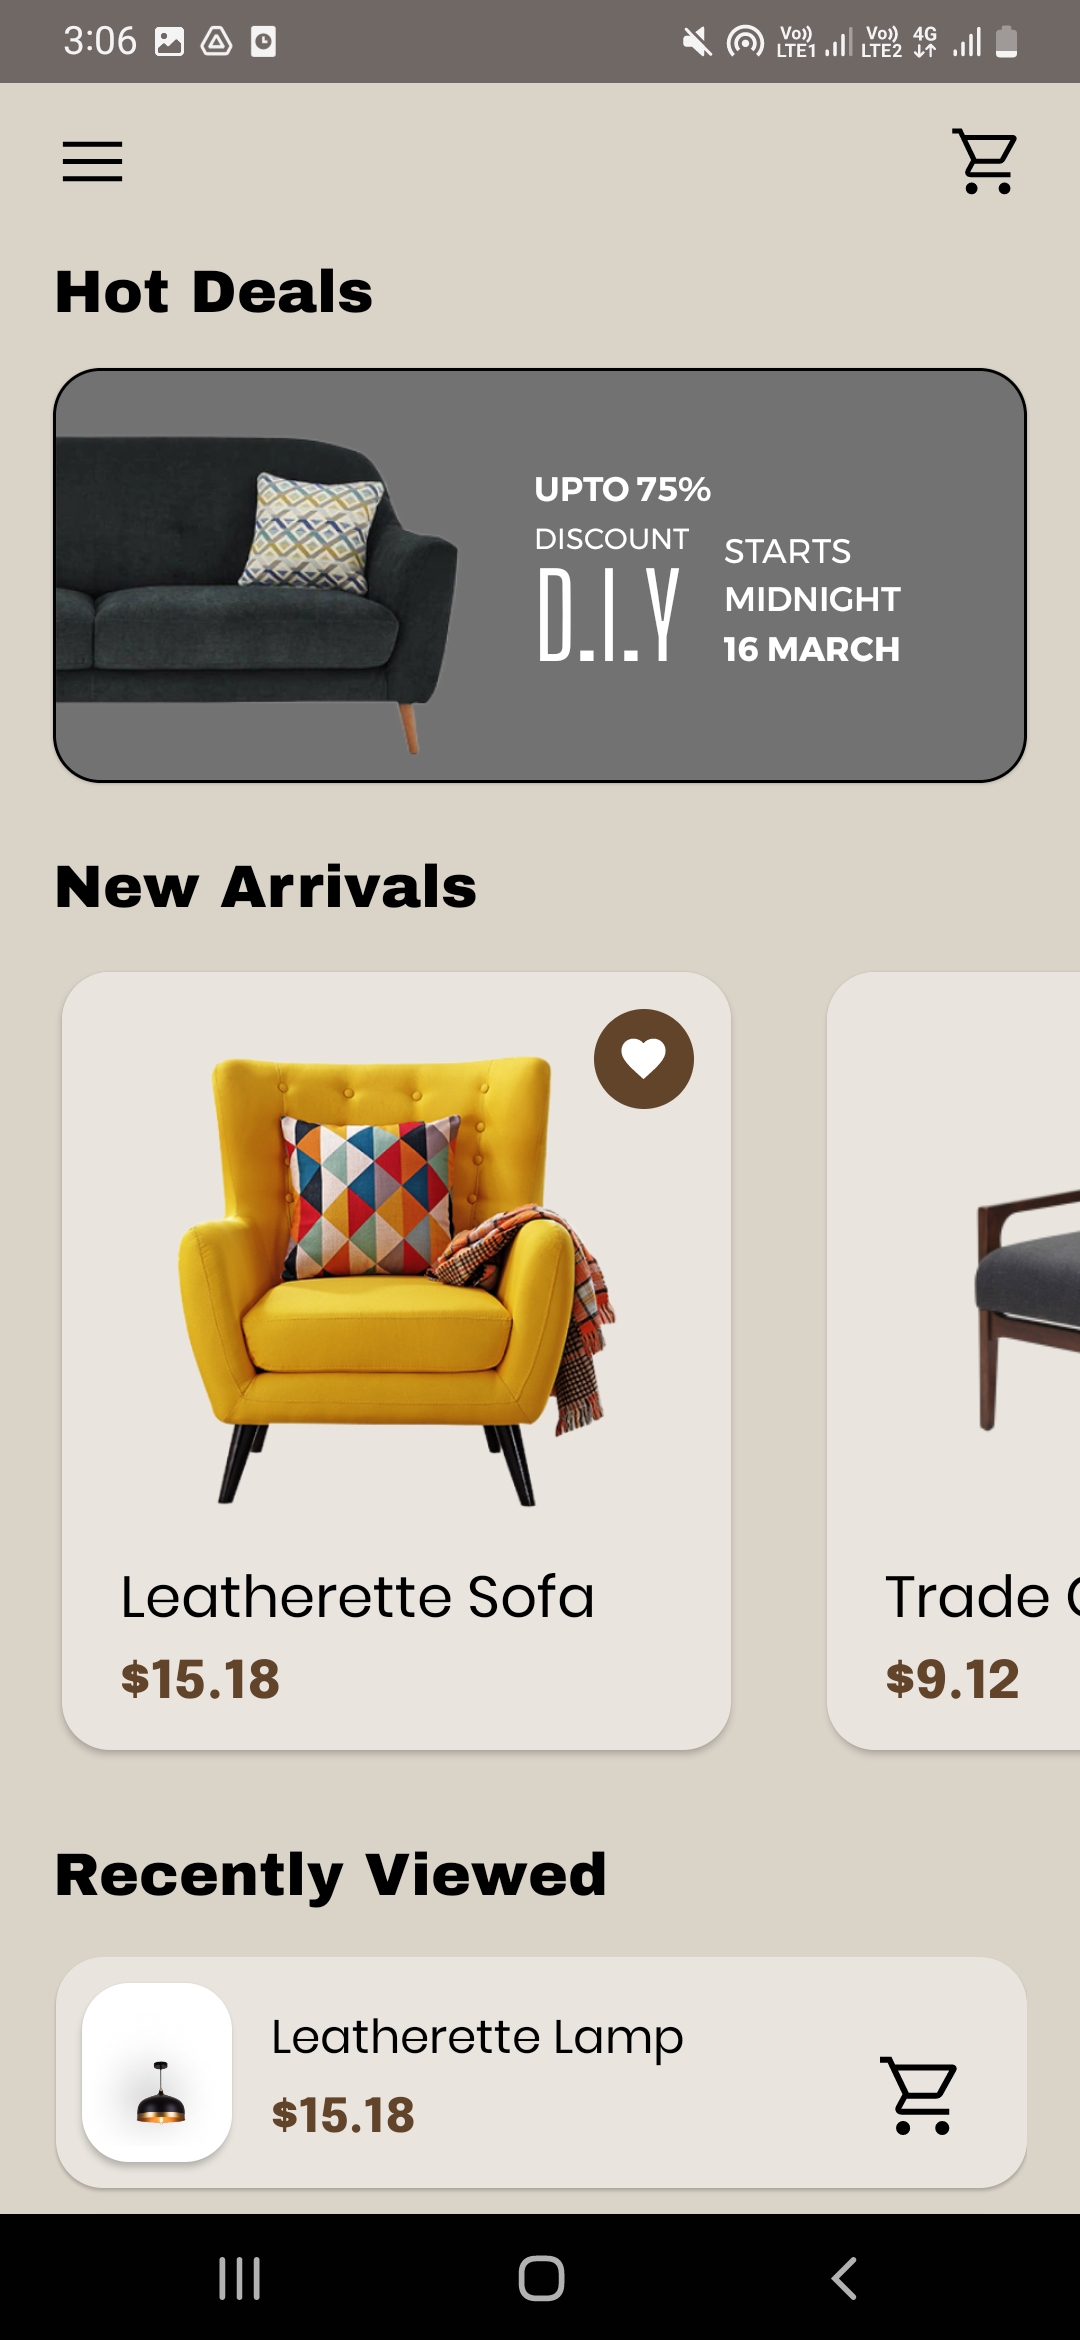 3:06
Vo)) LTE1
Vo)) LTE2
4G
Hot Deals
UPTO 75%
DISCOUNT
D.I.Y
STARTS
MIDNIGHT
16 MARCH
New Arrivals
Leatherette Sofa
$15.18
Trade
$9.12
Recently Viewed
Leatherette Lamp
$15.18